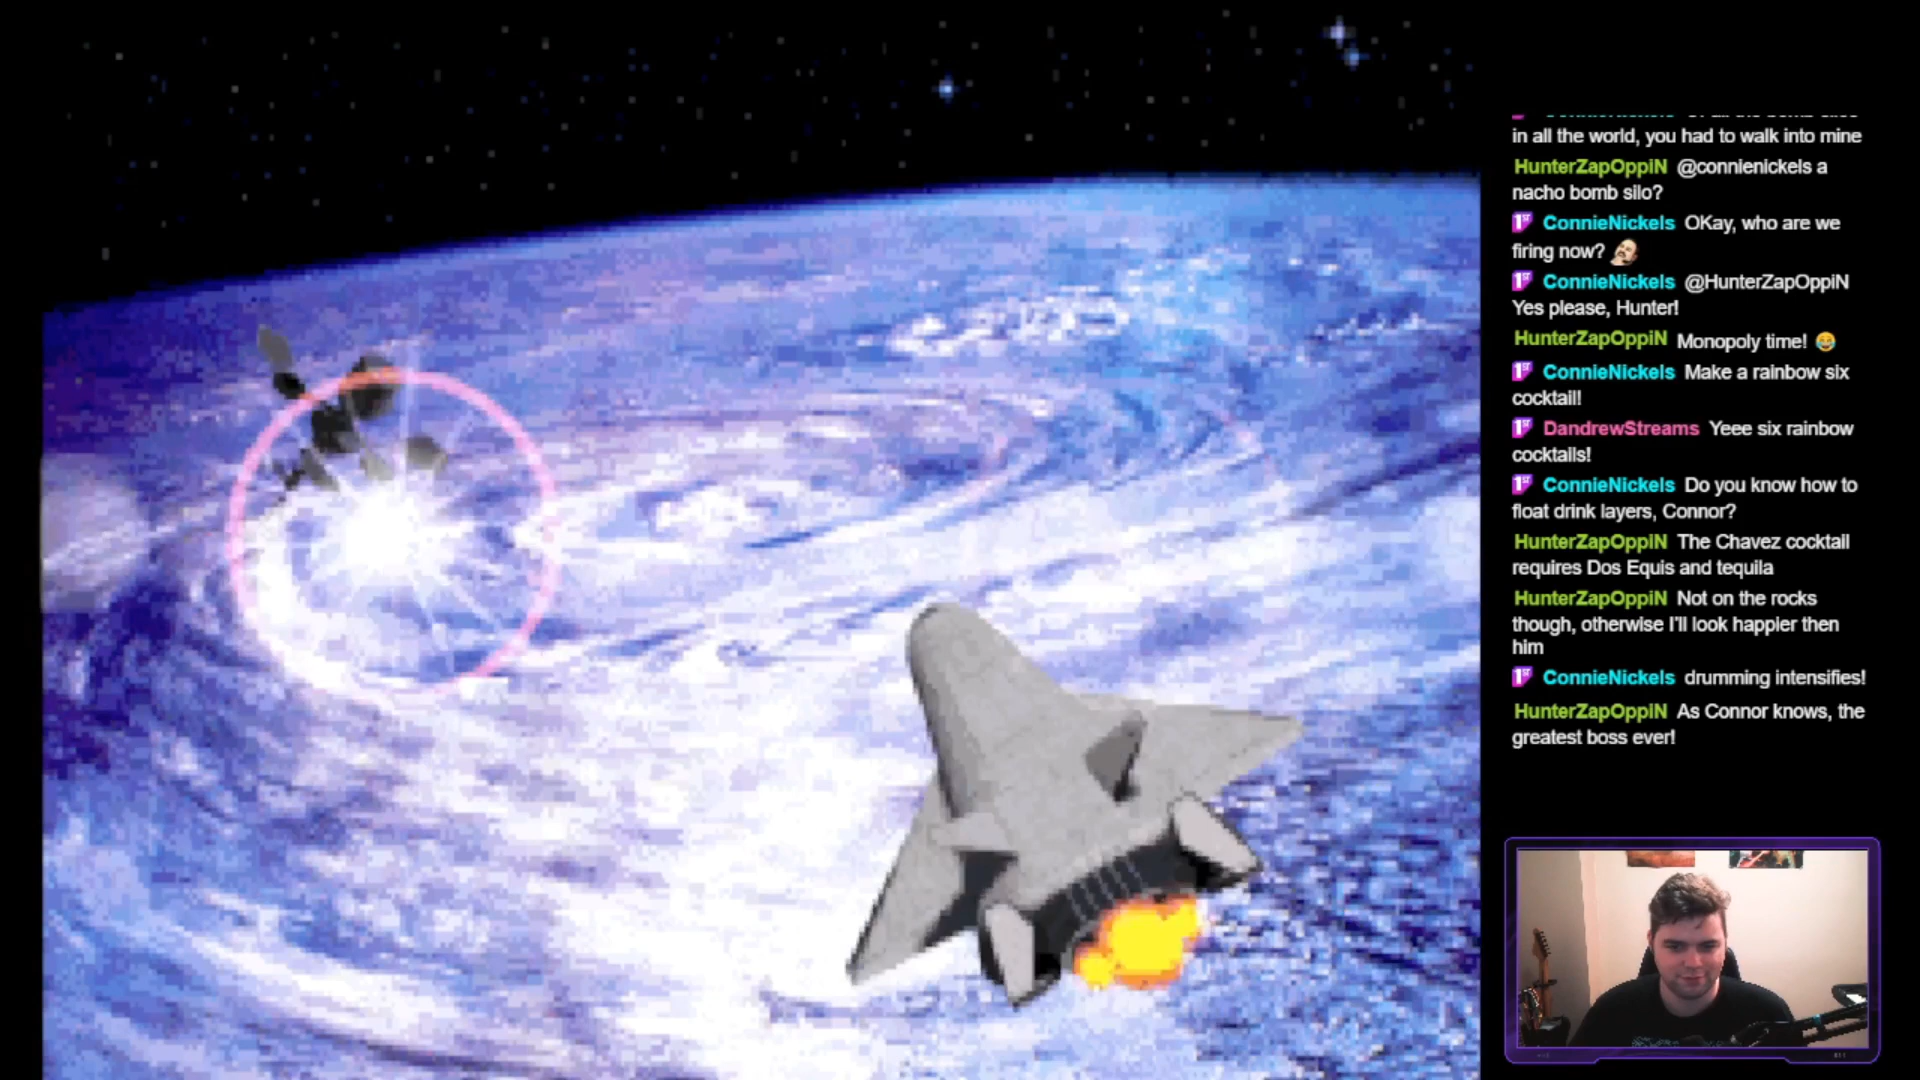 in all the world, you had to walk into mine
HunterZapOppiN @connienickels a
nacho bomb silo?
ConnieNickels OKay, who are we
firing now?
ConnieNickels @HunterZapOppiN
Yes please, Hunter!
HunterZapOppiN Monopoly time!
ConnieNickels Make a rainbow six
cocktail!
DandrewStreams Yeee six rainbow
cocktails!
ConnieNickels Do you know how to
float drink layers, Connor?
HunterZapOppiN The Chavez cocktail
requires Dos Equis and tequila
HunterZapOppiN Not on the rocks
though, otherwise I'll look happier then
him
ConnieNickels drumming intensifies!
HunterZapOppiN As Connor knows, the
greatest boss ever!